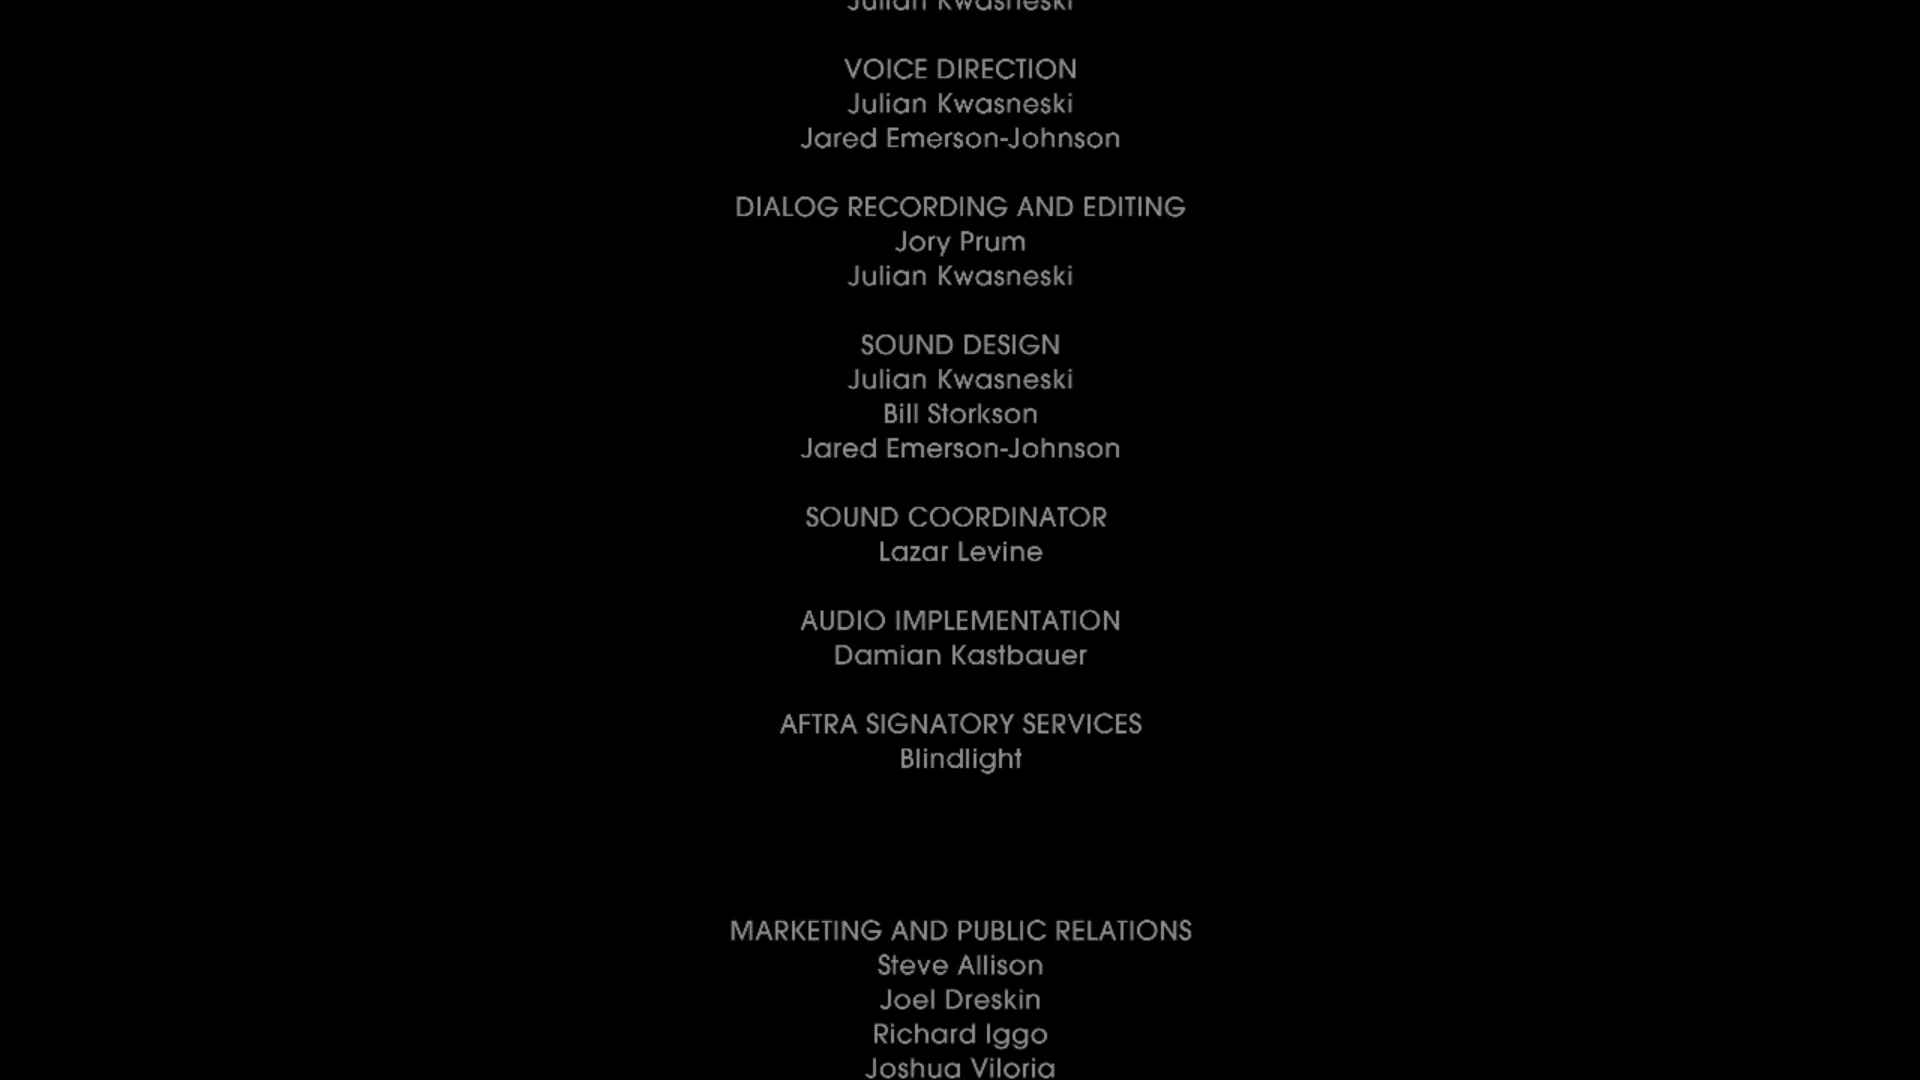 Julian Kwasneski
VOICE DIRECTION
Julian Kwasneski
Jared Emerson-Johnson
DIALOG RECORDING AND EDITING
Jory Prum
Julian Kwasneski
SOUND DESIGN
Julian Kwasneski
Bill Storkson
Jared Emerson-Johnson
SOUND COORDINATOR
Lazar Levine
AUDIO IMPLEMENTATION
Damian Kastbauer
AFTRA SIGNATORY SERVICES
Blindlight
MARKETING AND PUBLIC RELATIONS
Steve Allison
Joel Dreskin
Richard Iggo
Joshua Viloria